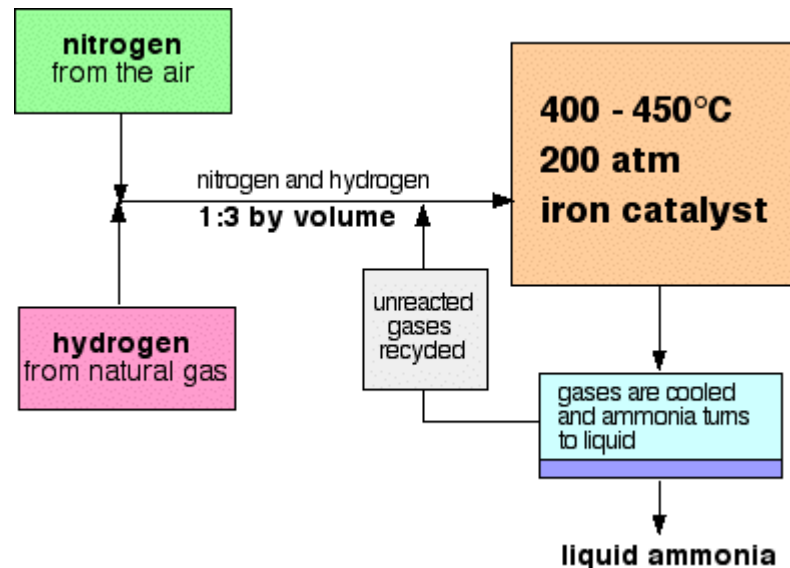 nitrogen
from the air
400 - 450°C
200 atm
iron catalyst
nitrogen and hydrogen
1:3 by volume
unreacted
gases
recycled
hydrogen
from natural gas
gases are cooled
and ammonia turns
to liquid
liquid ammonia